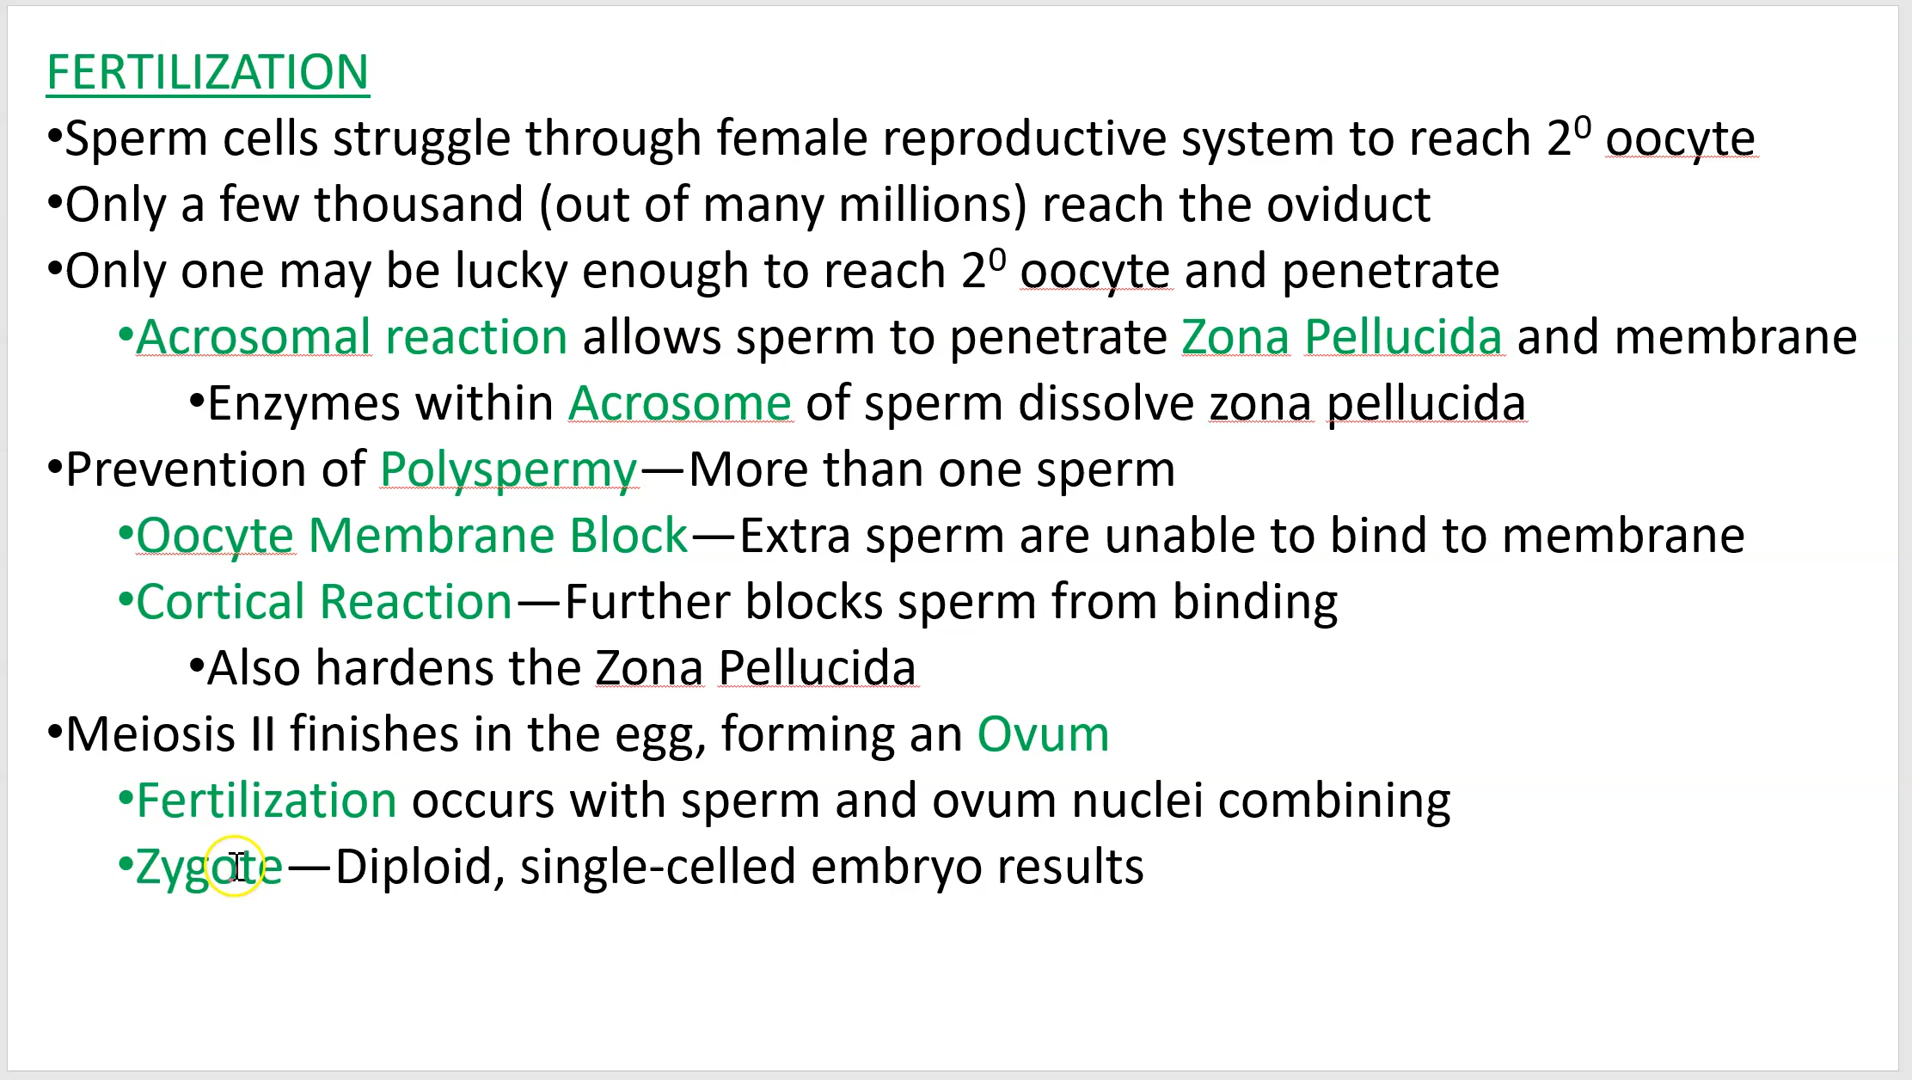 FERTILIZATION
•Sperm cells struggle through female reproductive system to reach 2⁰ oocyte
•Only a few thousand (out of many millions) reach the oviduct
•Only one may be lucky enough to reach 2⁰ oocyte and penetrate
•Acrosomal reaction allows sperm to penetrate Zona Pellucida and membrane
•Enzymes within Acrosome of sperm dissolve zona pellucida
•Prevention of Polyspermy—More than one sperm
•Oocyte Membrane Block—Extra sperm are unable to bind to membrane
•Cortical Reaction—Further blocks sperm from binding
•Also hardens the Zona Pellucida
•Meiosis II finishes in the egg, forming an Ovum
•Fertilization occurs with sperm and ovum nuclei combining
•Zygote—Diploid, single-celled embryo results